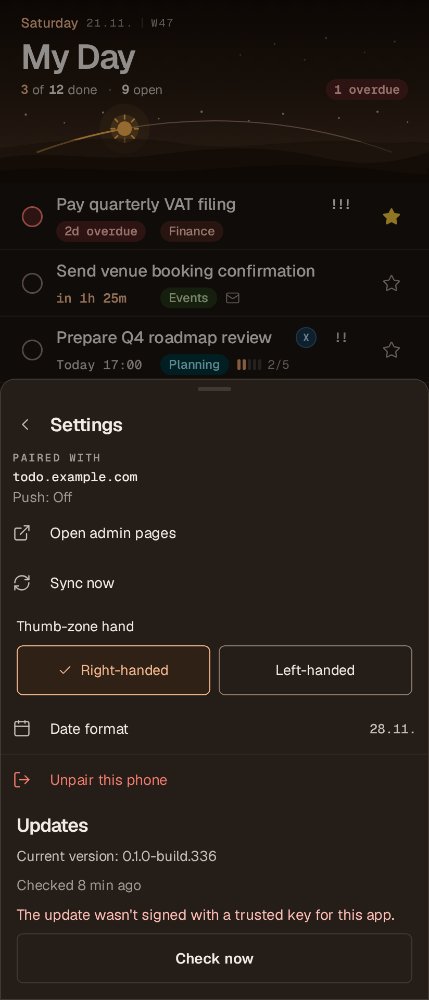 Saturday 21.11. | W47
My Day
3 of 12 done · 9 open
1 overdue
Pay quarterly VAT filing !!!
2d overdue Finance
Send venue booking confirmation
in 1h 25m Events
Prepare Q4 roadmap review X !!
Today 17:00 Planning 2/5
Settings
PAIRED WITH
todo.example.com
Push: Off
Open admin pages
Sync now
Thumb-zone hand
Right-handed
Left-handed
Date format 28.11.
Unpair this phone
Updates
Current version: 0.1.0-build.336
Checked 8 min ago
The update wasn't signed with a trusted key for this app.
Check now